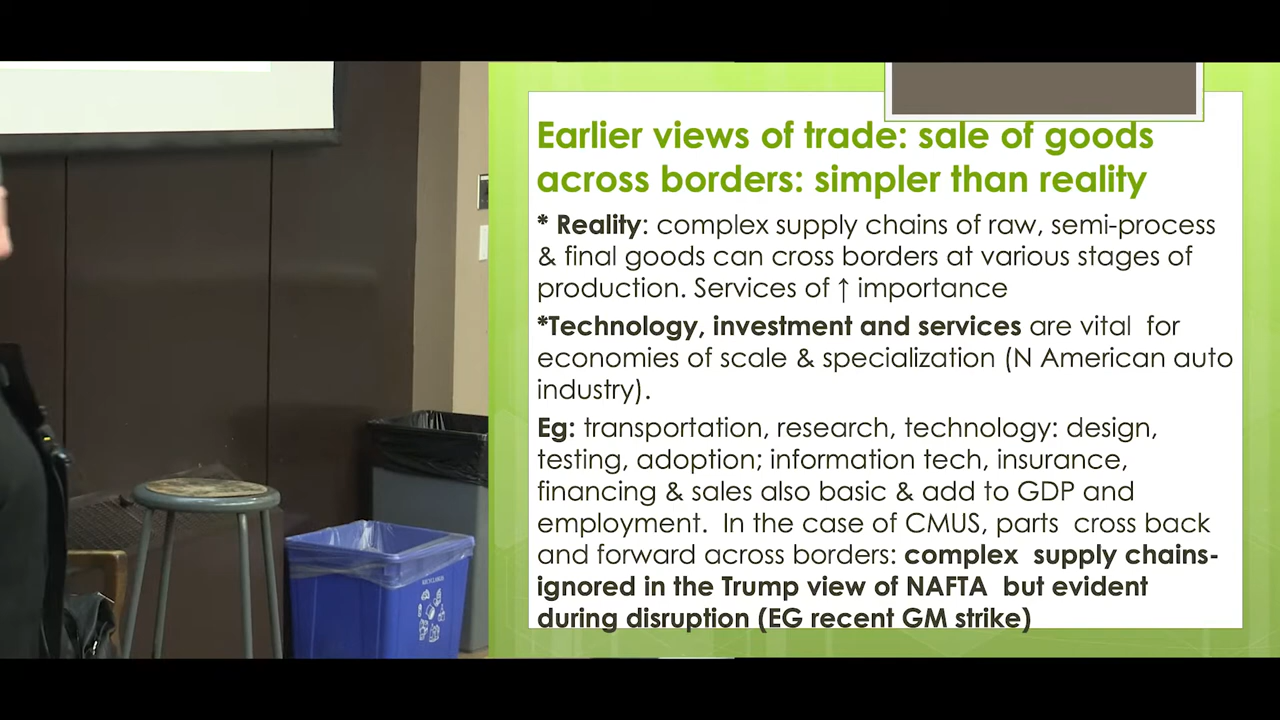 Earlier views of trade: sale of goods
across borders: simpler than reality
* Reality: complex supply chains of raw, semi-process
& final goods can cross borders at various stages of
production. Services of ↑ importance
*Technology, investment and services are vital for
economies of scale & specialization (N American auto
industry).
Eg: transportation, research, technology: design,
testing, adoption; information tech, insurance,
financing & sales also basic & add to GDP and
employment. In the case of CMUS, parts cross back
and forward across borders: complex supply chains-
ignored in the Trump view of NAFTA but evident
during disruption (EG recent GM strike)